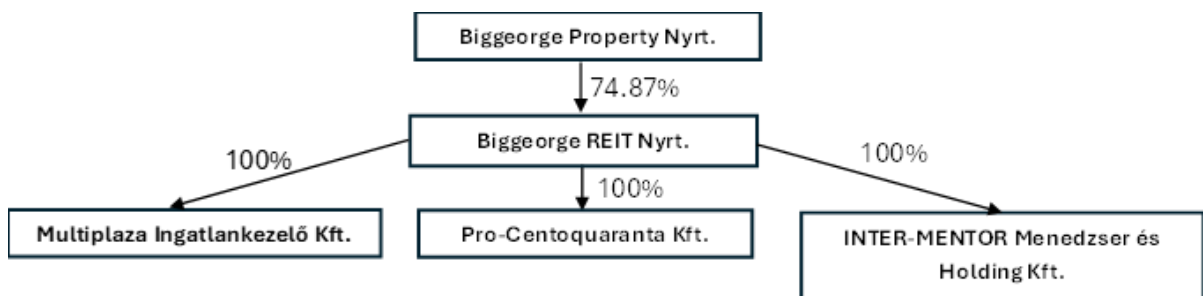 Biggeorge Property Nyrt.
74.87%
Biggeorge REIT Nyrt.
100%
100%
100%
Multiplaza Ingatlankezelő Kft.
Pro-Centoquaranta Kft.
INTER-MENTOR Menedzser és
Holding Kft.